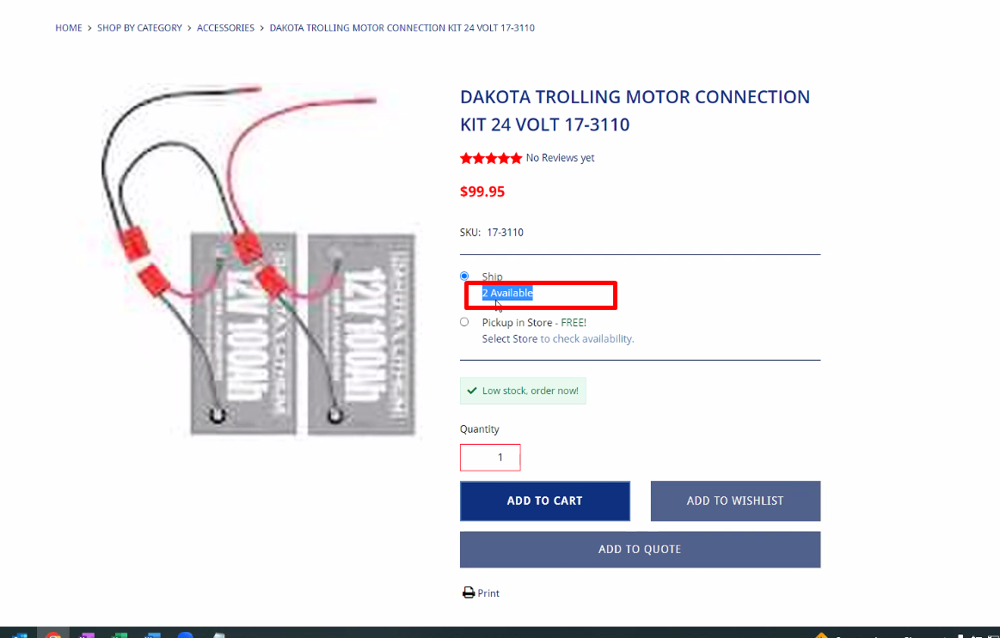 HOME > SHOP BY CATEGORY > ACCESSORIES > DAKOTA TROLLING MOTOR CONNECTION KIT 24 VOLT 17-3110
DAKOTA TROLLING MOTOR CONNECTION
KIT 24 VOLT 17-3110
No Reviews yet
$99.95
SKU: 17-3110
Ship
2 Available
Pickup in Store - FREE!
Select Store to check availability.
Low stock, order now!
Quantity
1
ADD TO CART
ADD TO WISHLIST
ADD TO QUOTE
Print
12V 100Ah
12V 100Ah